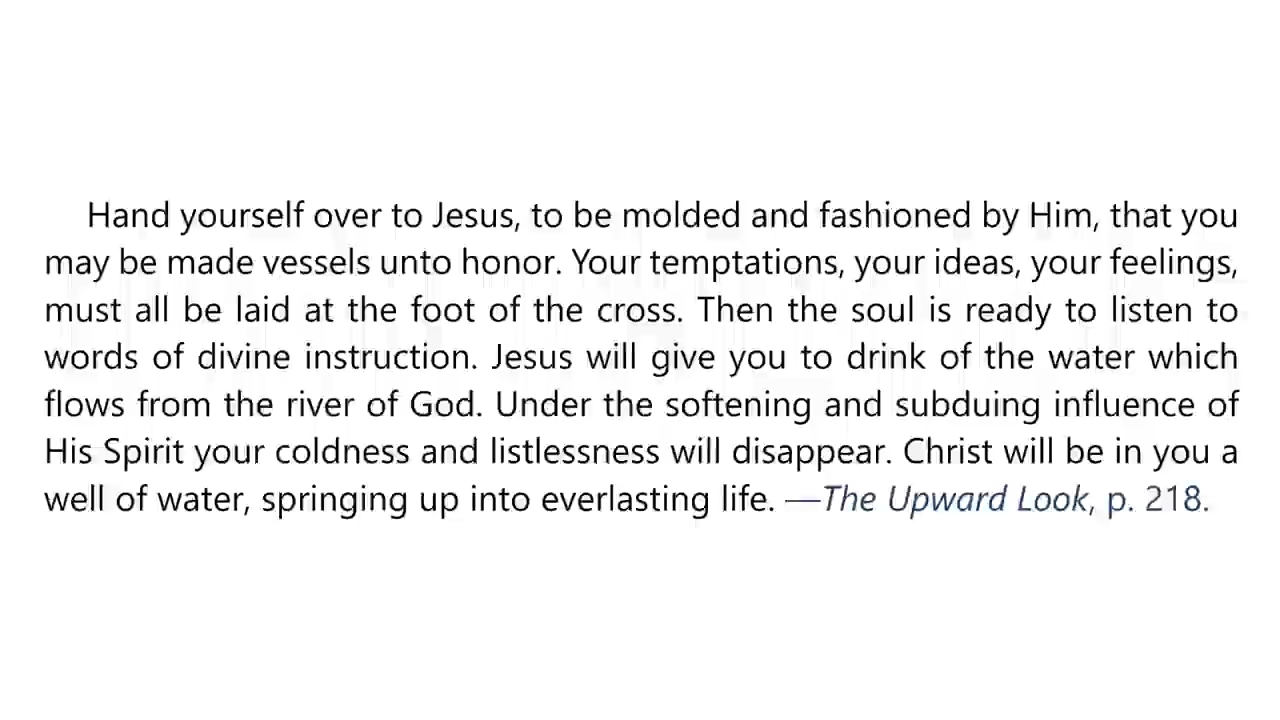 Hand yourself over to Jesus, to be molded and fashioned by Him, that you
may be made vessels unto honor. Your temptations, your ideas, your feelings,
must all be laid at the foot of the cross. Then the soul is ready to listen to
words of divine instruction. Jesus will give you to drink of the water which
flows from the river of God. Under the softening and subduing influence of
His Spirit your coldness and listlessness will disappear. Christ will be in you a
well of water, springing up into everlasting life. —The Upward Look, p. 218.